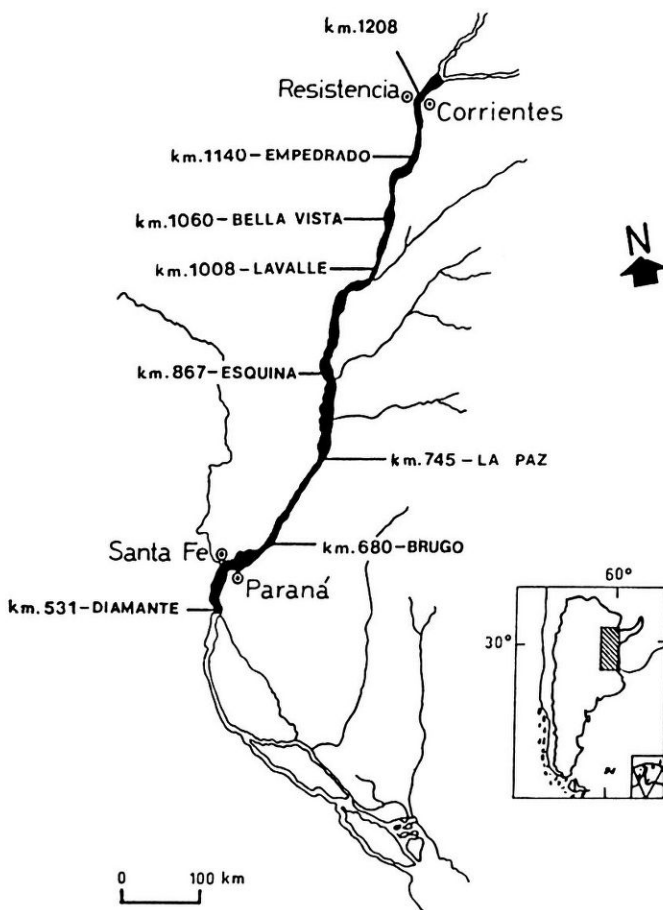 km.1208
Resistencia
Corrientes
km.1140-EMPEDRADO
km.1060-BELLA VISTA
N
km.1008-LAVALLE
km.867-ESQUINA
km.745-LA PAZ
km.680-BRUGO
Santa Fe
Paraná
km.531-DIAMANTE
60°
30°
0 100 km